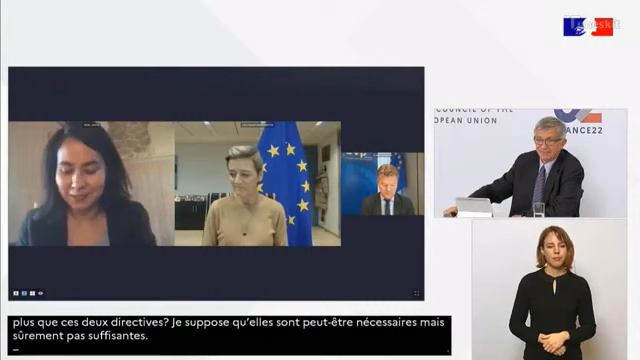 Timeskit
COUNCIL OF THE
OPEAN UNION
ANCE22
plus que ces deux directives? Je suppose qu'elles sont peut-être nécessaires mais
sûrement pas suffisantes.